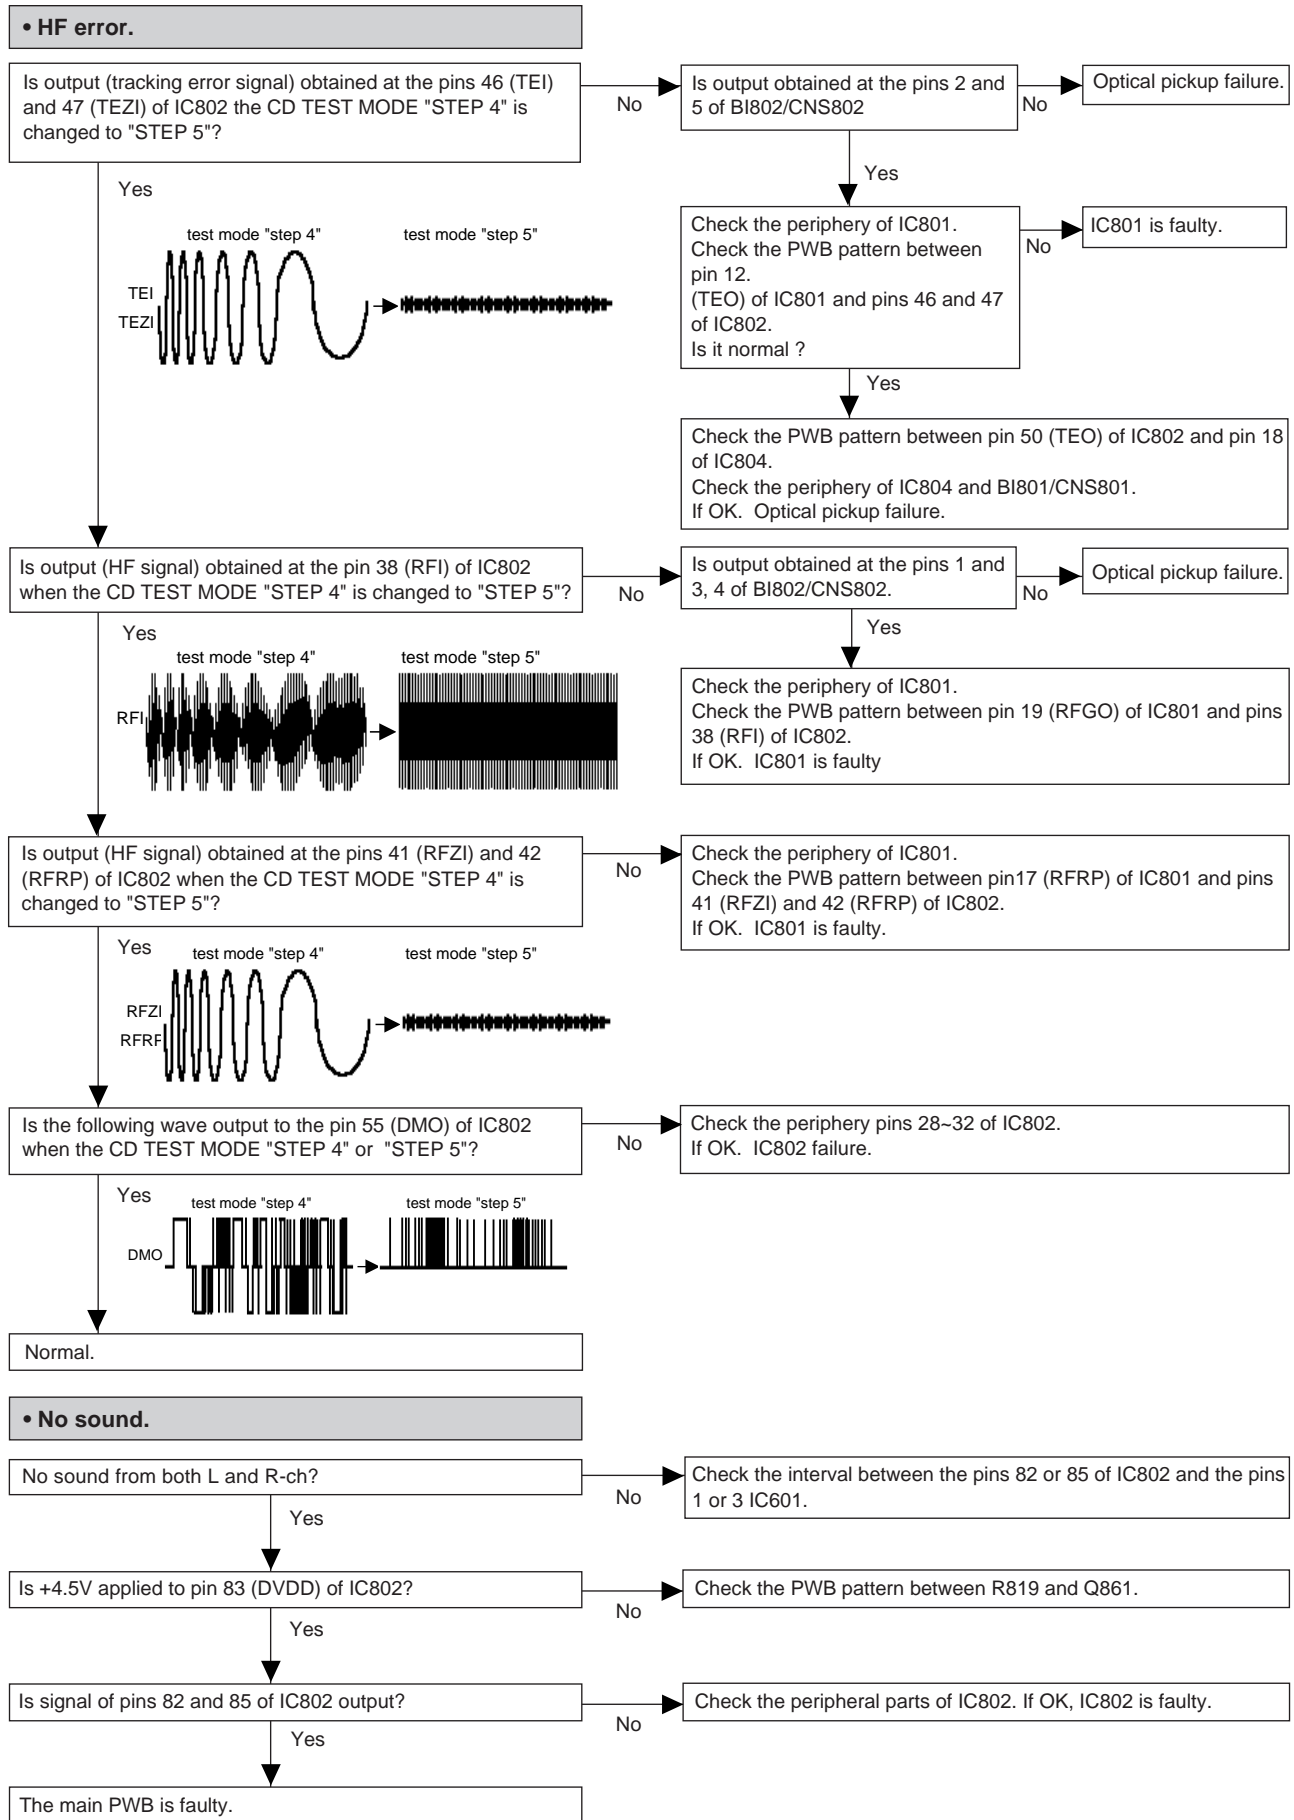 • HF error.
Is output (tracking error signal) obtained at the pins 46 (TEI)
and 47 (TEZI) of IC802 the CD TEST MODE "STEP 4" is
changed to "STEP 5"?
No
Is output obtained at the pins 2 and
5 of BI802/CNS802
No
Optical pickup failure.
Yes
Yes
test mode "step 4"
test mode "step 5"
TEI
TEZI
Check the periphery of IC801.
Check the PWB pattern between
pin 12.
(TEO) of IC801 and pins 46 and 47
of IC802.
Is it normal ?
No
IC801 is faulty.
Yes
Check the PWB pattern between pin 50 (TEO) of IC802 and pin 18
of IC804.
Check the periphery of IC804 and BI801/CNS801.
If OK. Optical pickup failure.
Is output (HF signal) obtained at the pin 38 (RFI) of IC802
when the CD TEST MODE "STEP 4" is changed to "STEP 5"?
No
Is output obtained at the pins 1 and
3, 4 of BI802/CNS802.
No
Optical pickup failure.
Yes
Yes
test mode "step 4"
test mode "step 5"
RFI
Check the periphery of IC801.
Check the PWB pattern between pin 19 (RFGO) of IC801 and pins
38 (RFI) of IC802.
If OK. IC801 is faulty
Is output (HF signal) obtained at the pins 41 (RFZI) and 42
(RFRP) of IC802 when the CD TEST MODE "STEP 4" is
changed to "STEP 5"?
No
Check the periphery of IC801.
Check the PWB pattern between pin17 (RFRP) of IC801 and pins
41 (RFZI) and 42 (RFRP) of IC802.
If OK. IC801 is faulty.
Yes
test mode "step 4"
test mode "step 5"
RFZI
RFRP
Is the following wave output to the pin 55 (DMO) of IC802
when the CD TEST MODE "STEP 4" or "STEP 5"?
No
Check the periphery pins 28~32 of IC802.
If OK. IC802 failure.
Yes
test mode "step 4"
test mode "step 5"
DMO
Normal.
• No sound.
No sound from both L and R-ch?
No
Check the interval between the pins 82 or 85 of IC802 and the pins
1 or 3 IC601.
Yes
Is +4.5V applied to pin 83 (DVDD) of IC802?
No
Check the PWB pattern between R819 and Q861.
Yes
Is signal of pins 82 and 85 of IC802 output?
No
Check the peripheral parts of IC802. If OK, IC802 is faulty.
Yes
The main PWB is faulty.